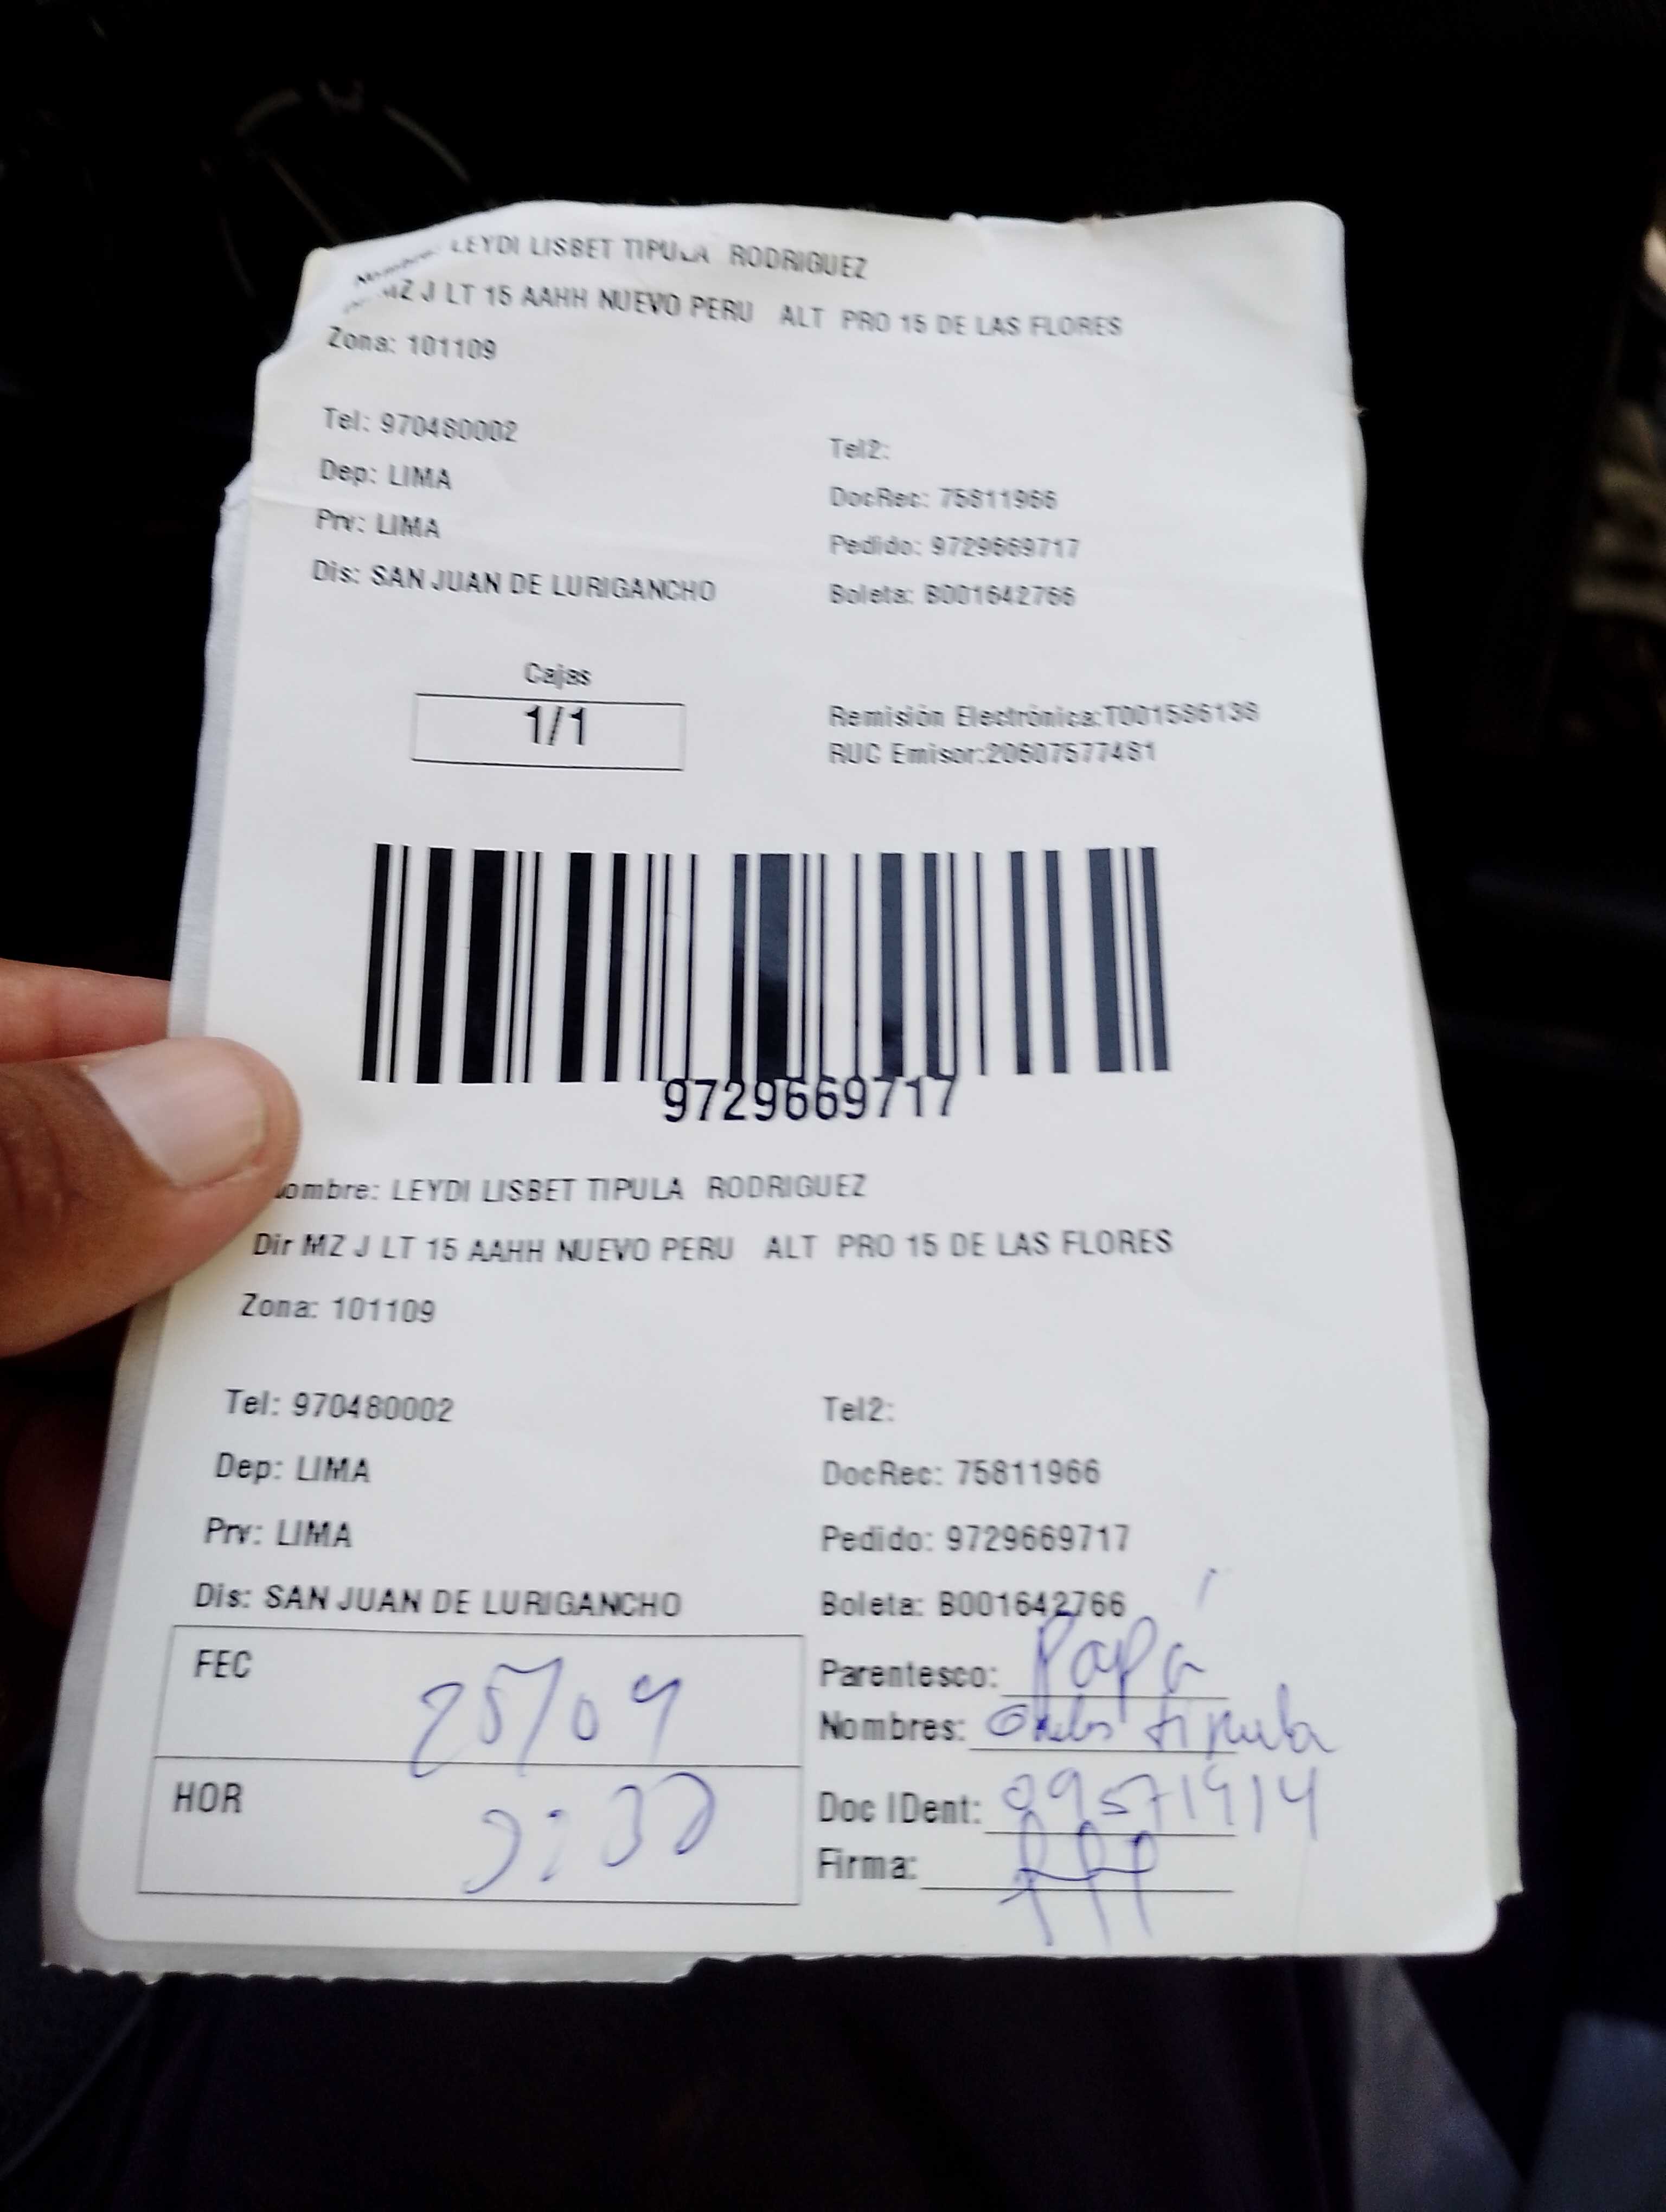 Nombre: LEYDI LISBET TIPULA RODRIGUEZ
MZ J LT 15 AAHH NUEVO PERU ALT PRO 15 DE LAS FLORES
Zona: 101109
Tel: 970480002 Tel2:
Dep: LIMA DocRec: 75811966
Prv: LIMA Pedido: 9729669717
Dis: SAN JUAN DE LURIGANCHO Boleta: B001642766
Cajas
1/1
Remisión Electrónica:T001586138
RUC Emisor:20607577481
9729669717
ombre: LEYDI LISBET TIPULA RODRIGUEZ
Dir MZ J LT 15 AAHH NUEVO PERU ALT PRO 15 DE LAS FLORES
Zona: 101109
Tel: 970480002 Tel2:
Dep: LIMA DocRec: 75811966
Prv: LIMA Pedido: 9729669717
Dis: SAN JUAN DE LURIGANCHO Boleta: B001642766
FEC 25/09 Parentesco: Papá
Nombres: tipula
HOR Doc IDent: 09571914
Firma: